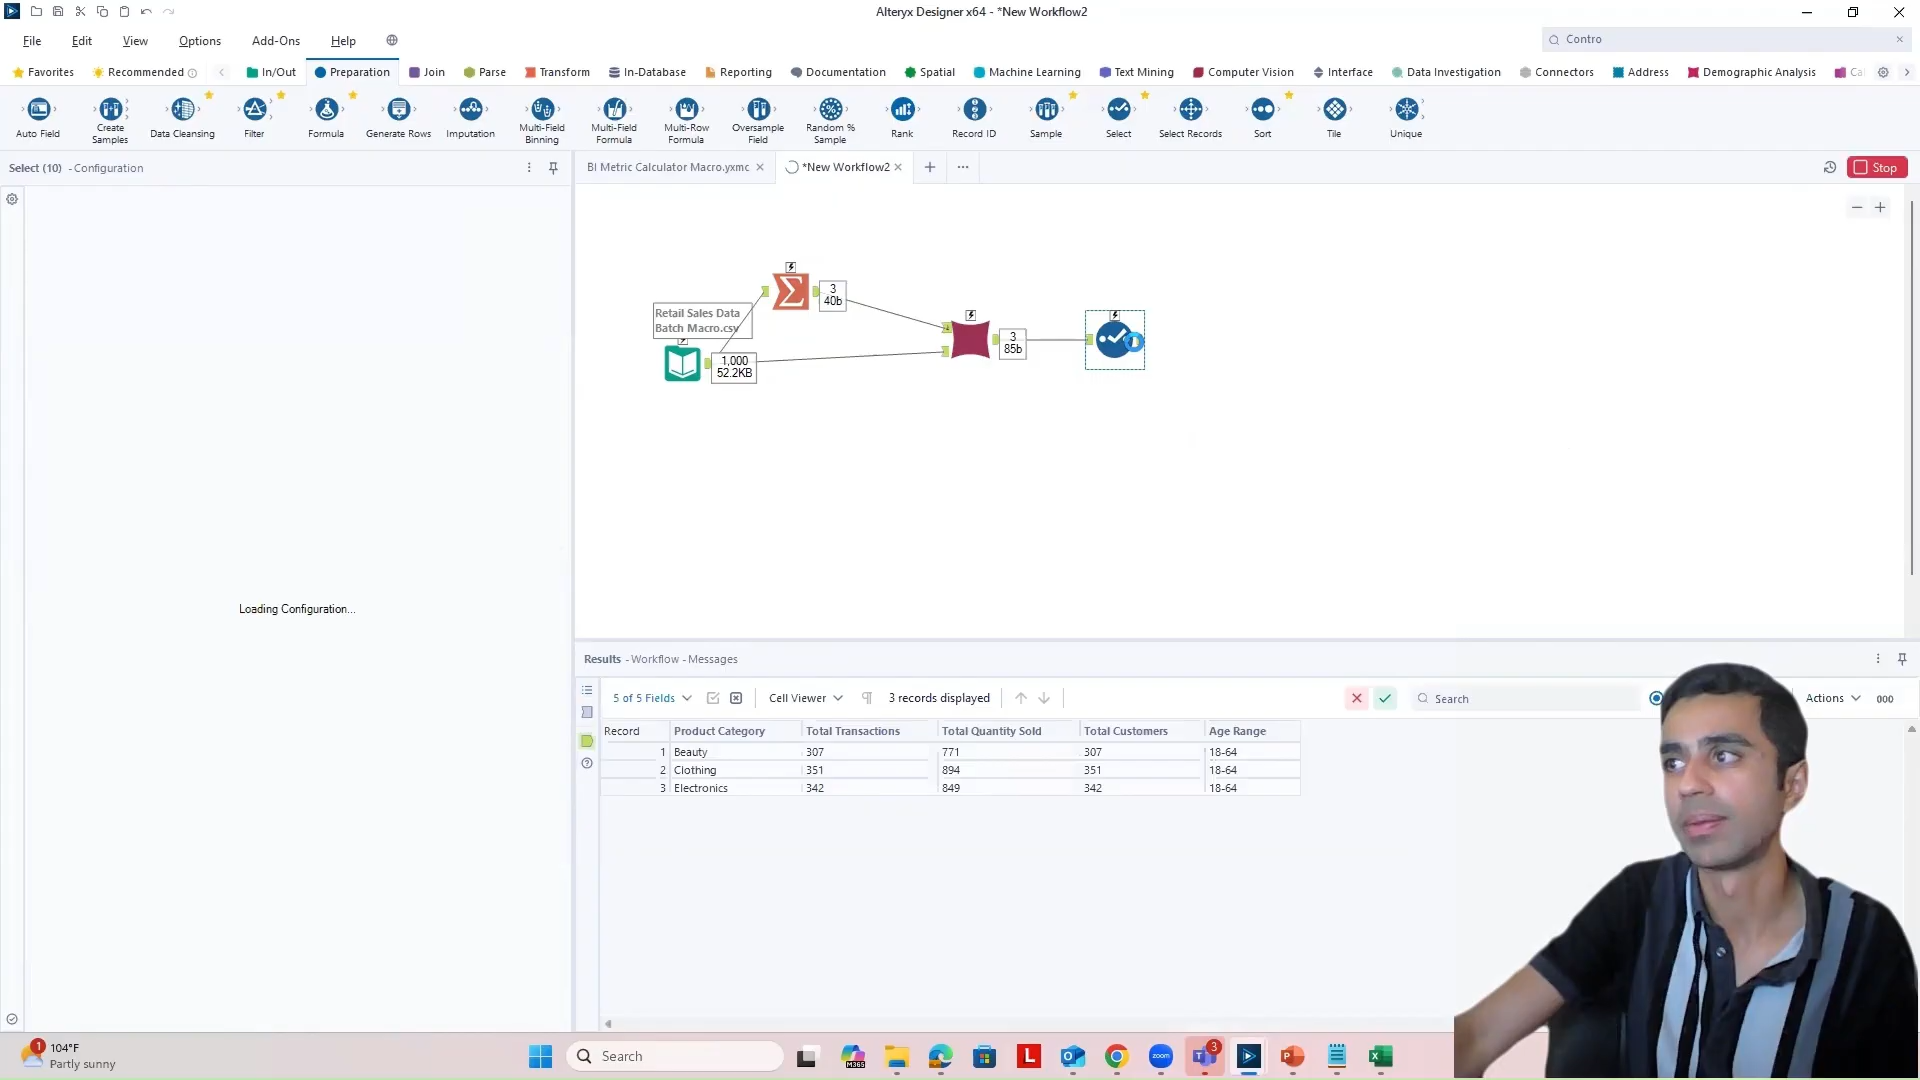 Alteryx Designer x64 - *New Workflow2
File Edit View Options Add-Ons Help
Contro
Favorites Recommended In/Out Preparation Join Parse Transform In-Database Reporting Documentation Spatial Machine Learning Text Mining Computer Vision Interface Data Investigation Connectors Address Demographic Analysis Ca
Auto Field
Create Samples
Data Cleansing
Filter
Formula
Generate Rows
Imputation
Multi-Field Binning
Multi-Field Formula
Multi-Row Formula
Oversample Field
Random % Sample
Rank
Record ID
Sample
Select
Select Records
Sort
Tile
Unique
Select (10) - Configuration
BI Metric Calculator Macro.yxmc
*New Workflow2
Stop
Loading Configuration...
3
40b
Retail Sales Data
Batch Macro.csv
1,000
52.2KB
3
85b
Results - Workflow - Messages
5 of 5 Fields Cell Viewer 3 records displayed Search Actions 000
Record Product Category Total Transactions Total Quantity Sold Total Customers Age Range
1 Beauty 307 771 307 18-64
2 Clothing 351 894 351 18-64
3 Electronics 342 849 342 18-64
1
104°F
Partly sunny
Search
M365
L
zoom
3